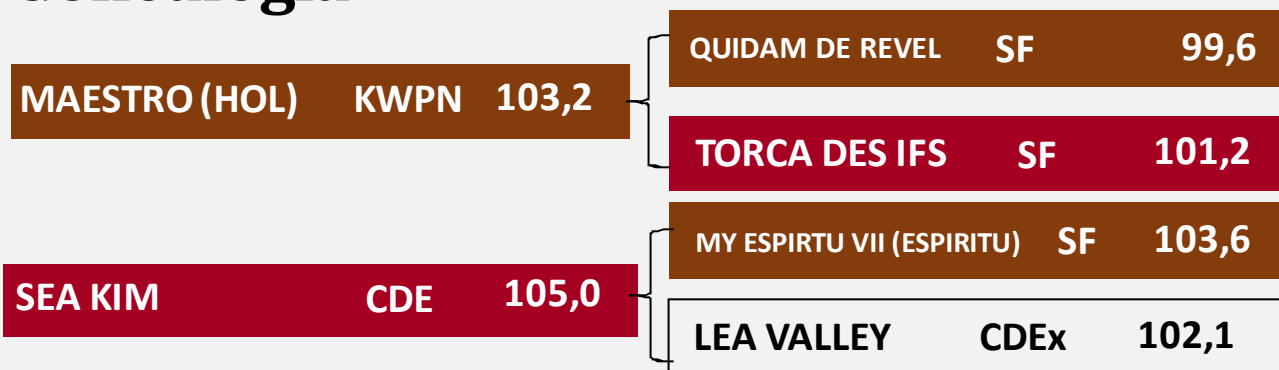 QUIDAM DE REVEL SF 99,6
MAESTRO (HOL) KWPN 103,2
TORCA DES IFS SF 101,2
MY ESPIRTU VII (ESPIRITU) SF 103,6
SEA KIM CDE 105,0
LEA VALLEY CDEx 102,1